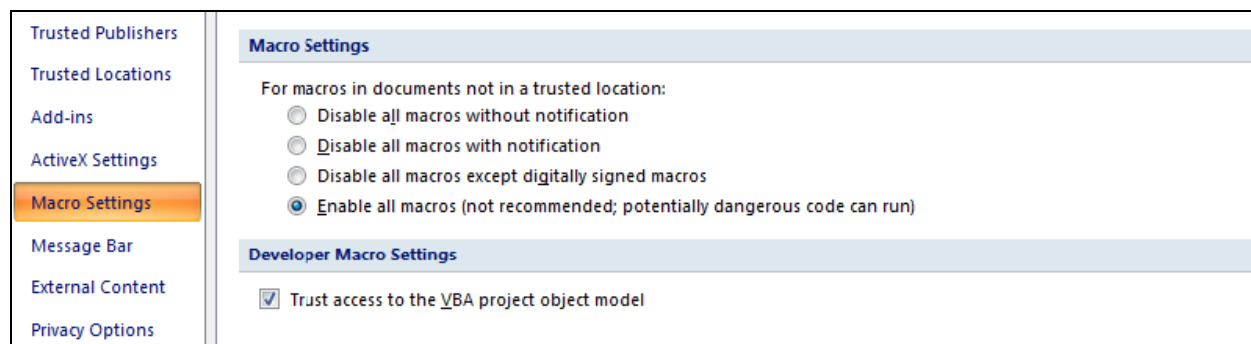 Trusted Publishers
Trusted Locations
Add-ins
ActiveX Settings
Macro Settings
Message Bar
External Content
Privacy Options
Macro Settings
For macros in documents not in a trusted location:
Disable all macros without notification
Disable all macros with notification
Disable all macros except digitally signed macros
Enable all macros (not recommended; potentially dangerous code can run)
Developer Macro Settings
Trust access to the VBA project object model